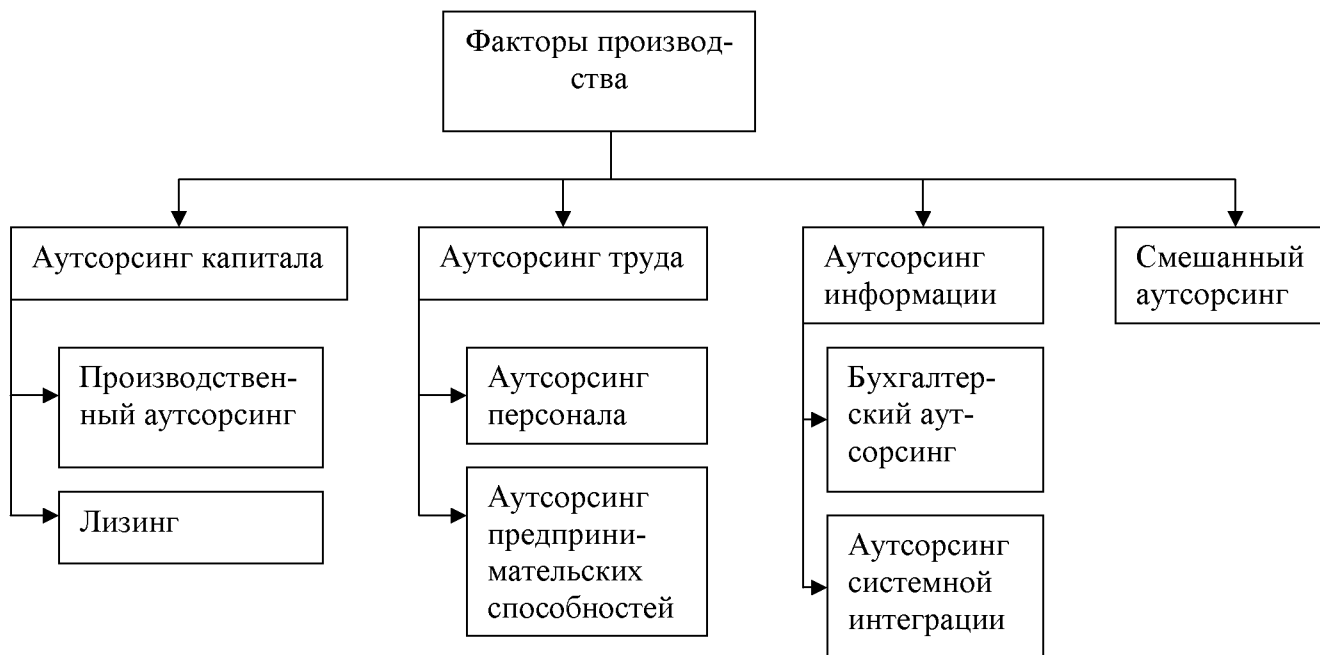 Факторы производ-
ства
Аутсорсинг капитала
Аутсорсинг труда
Аутсорсинг
информации
Смешанный
аутсорсинг
Производствен-
ный аутсорсинг
Лизинг
Аутсорсинг
персонала
Аутсорсинг
предприни-
мательских
способностей
Бухгалтер-
ский аут-
сорсинг
Аутсорсинг
системной
интеграции